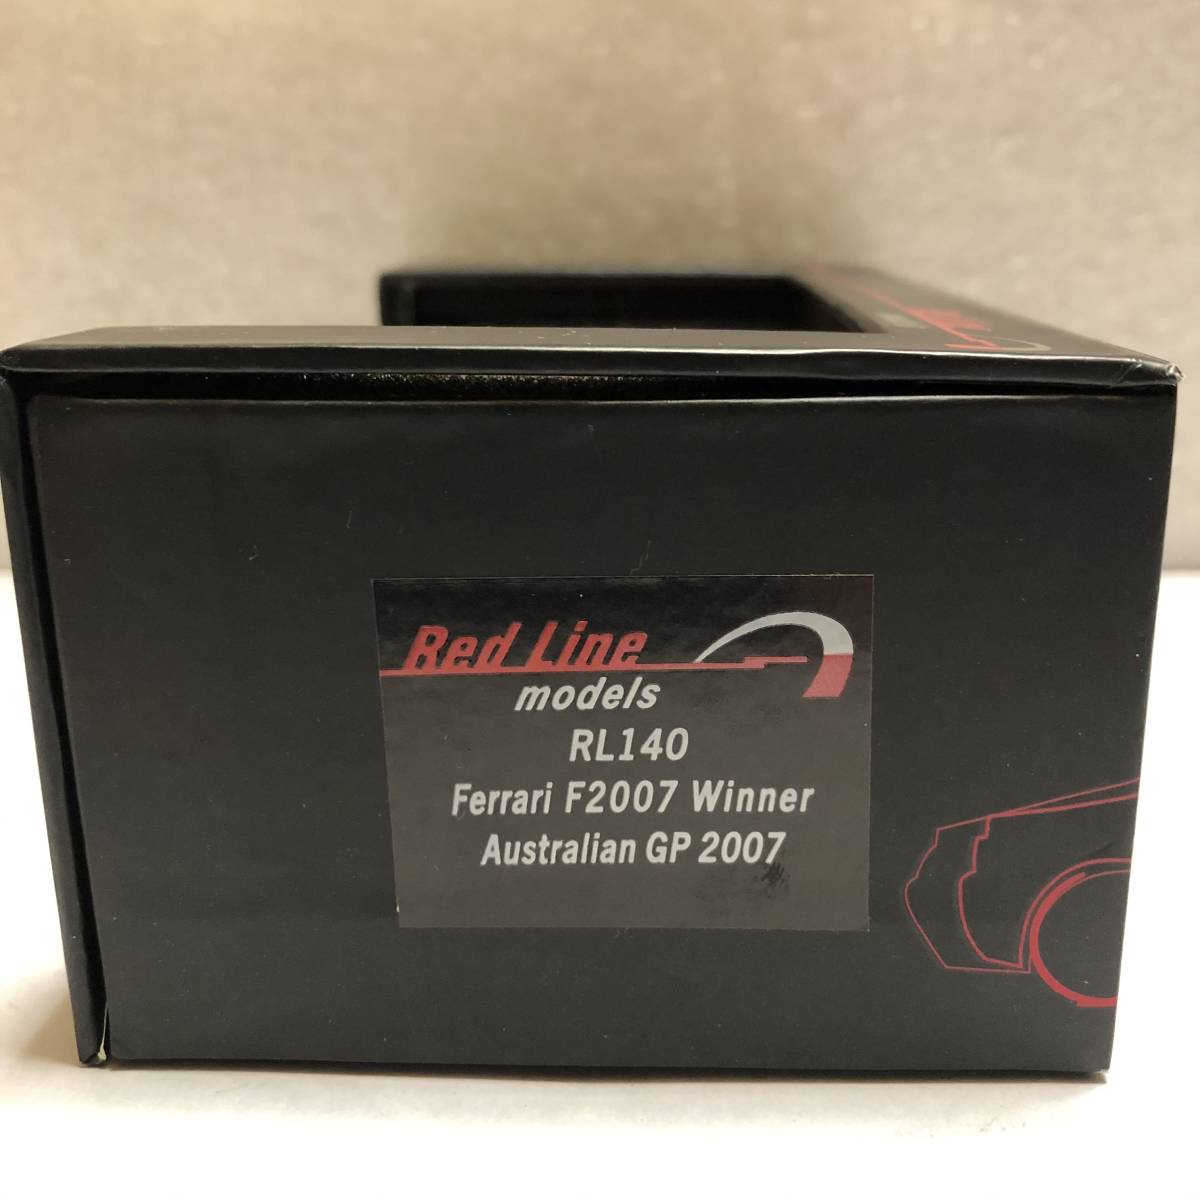 Red Line
models
RL140
Ferrari F2007 Winner
Australian GP 2007